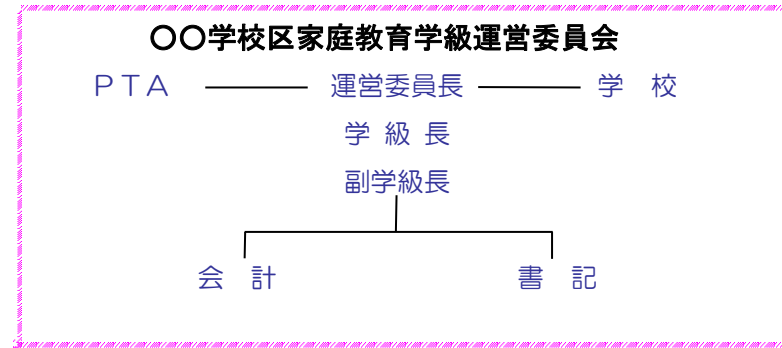 〇〇学校区家庭教育学級運営委員会
ＰＴＡ 運営委員長 学　校
学 級 長
副学級長
会　計 書　記